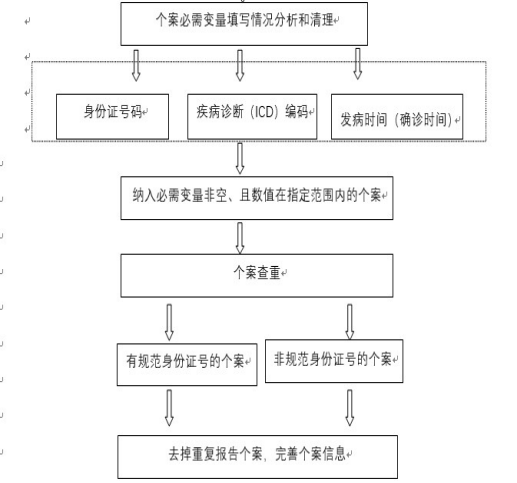 个案必需变量填写情况分析和清理
身份证号码
疾病诊断（ICD）编码
发病时间（确诊时间）
纳入必需变量非空、且数值在指定范围内的个案
个案查重
有规范身份证号的个案
非规范身份证号的个案
去掉重复报告个案，完善个案信息